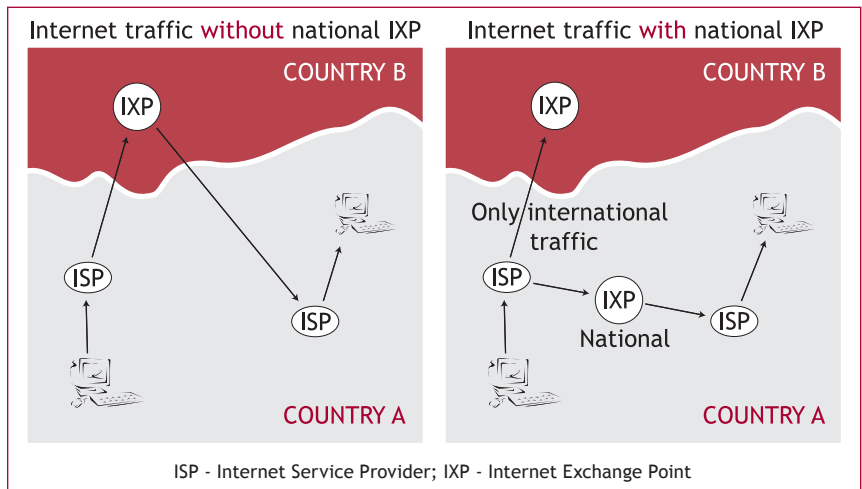 Internet traffic without national IXP
COUNTRY B
IXP
ISP
ISP
COUNTRY A
Internet traffic with national IXP
COUNTRY B
IXP
Only international
traffic
ISP
IXP
National
ISP
COUNTRY A
ISP - Internet Service Provider; IXP - Internet Exchange Point